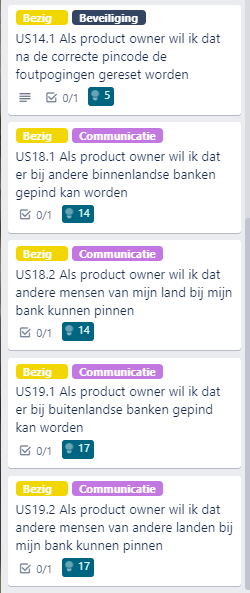 Bezig Beveiliging
US14.1 Als product owner wil ik dat
na de correcte pincode de
foutpogingen gereset worden
0/1 5
Bezig Communicatie
US18.1 Als product owner wil ik dat
er bij andere binnenlandse banken
gepind kan worden
0/1 14
Bezig Communicatie
US18.2 Als product owner wil ik dat
andere mensen van mijn land bij mijn
bank kunnen pinnen
0/1 14
Bezig Communicatie
US19.1 Als product owner wil ik dat
er bij buitenlandse banken gepind
kan worden
0/1 17
Bezig Communicatie
US19.2 Als product owner wil ik dat
andere mensen van andere landen bij
mijn bank kunnen pinnen
0/1 17